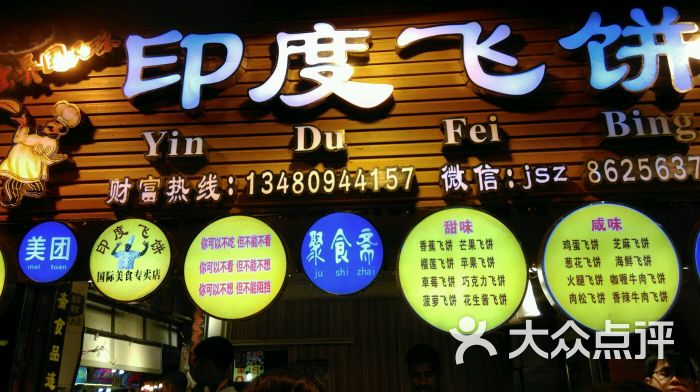 印度飞饼
Yin Du Fei Bing
财富热线:13480944157 微信:jsz 8625637
美团
mei tuan
印度飞饼
国际美食专卖店
你可以不吃 但不能不看
你可以不看 但不能不想
你可以不想 但不能阻挡
聚食斋
ju shi zhai
甜味
香蕉飞饼 芒果飞饼
榴莲飞饼 苹果飞饼
草莓飞饼 巧克力飞饼
菠萝飞饼 花生酱飞饼
咸味
鸡蛋飞饼 芝麻飞饼
葱花飞饼 海鲜飞饼
火腿飞饼 咖喱牛肉飞饼
肉松飞饼 香辣牛肉飞饼
斋食品
大众点评
dianping.com